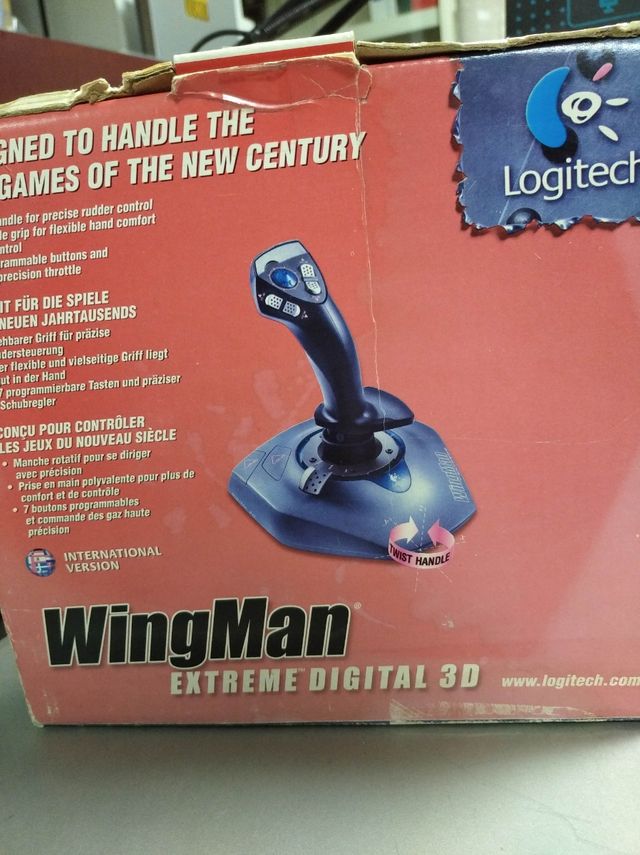 GNED TO HANDLE THE
GAMES OF THE NEW CENTURY
andle for precise rudder control
le grip for flexible hand comfort
ntrol
rammable buttons and
precision throttle
IT FÜR DIE SPIELE
NEUEN JAHRTAUSENDS
ehbarer Griff für präzise
dersteuerung
er flexible und vielseitige Griff liegt
ut in der Hand
7 programmierbare Tasten und präziser
Schubregler
CONÇU POUR CONTRÔLER
LES JEUX DU NOUVEAU SIÈCLE
• Manche rotatif pour se diriger
avec précision
• Prise en main polyvalente pour plus de
confort et de contrôle
• 7 boutons programmables
et commande des gaz haute
précision
INTERNATIONAL
VERSION
Logitech
WingMan
TWIST HANDLE
WingMan®
EXTREME™ DIGITAL 3D
www.logitech.com